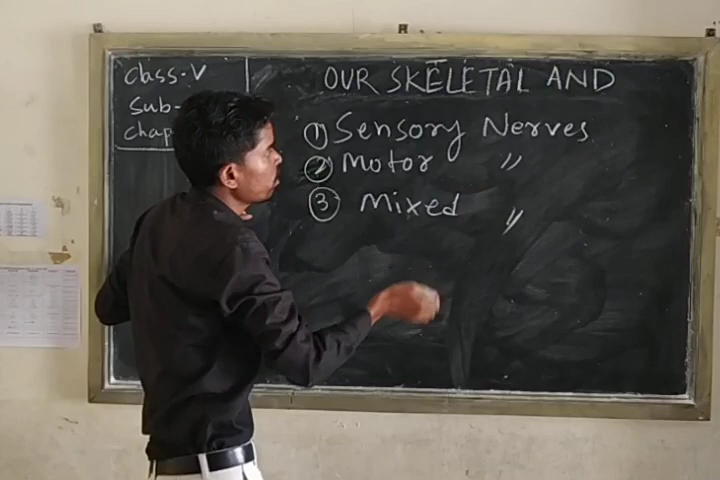 Class-V
Sub-
Chap
OUR SKELETAL AND
① Sensory Nerves
② Motor "
③ Mixed "